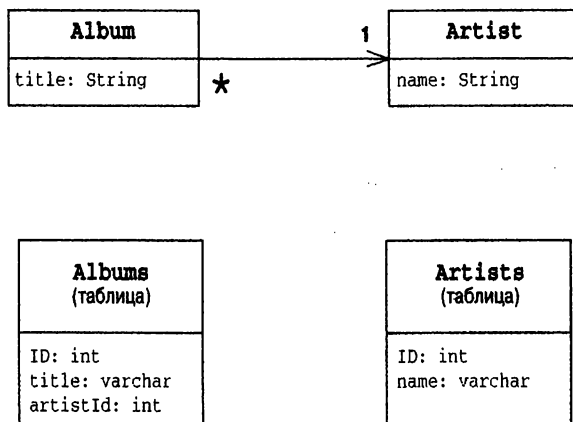 Album
1
Artist
title: String
*
name: String
Albums
(таблица)
Artists
(таблица)
ID: int
title: varchar
artistId: int
ID: int
name: varchar